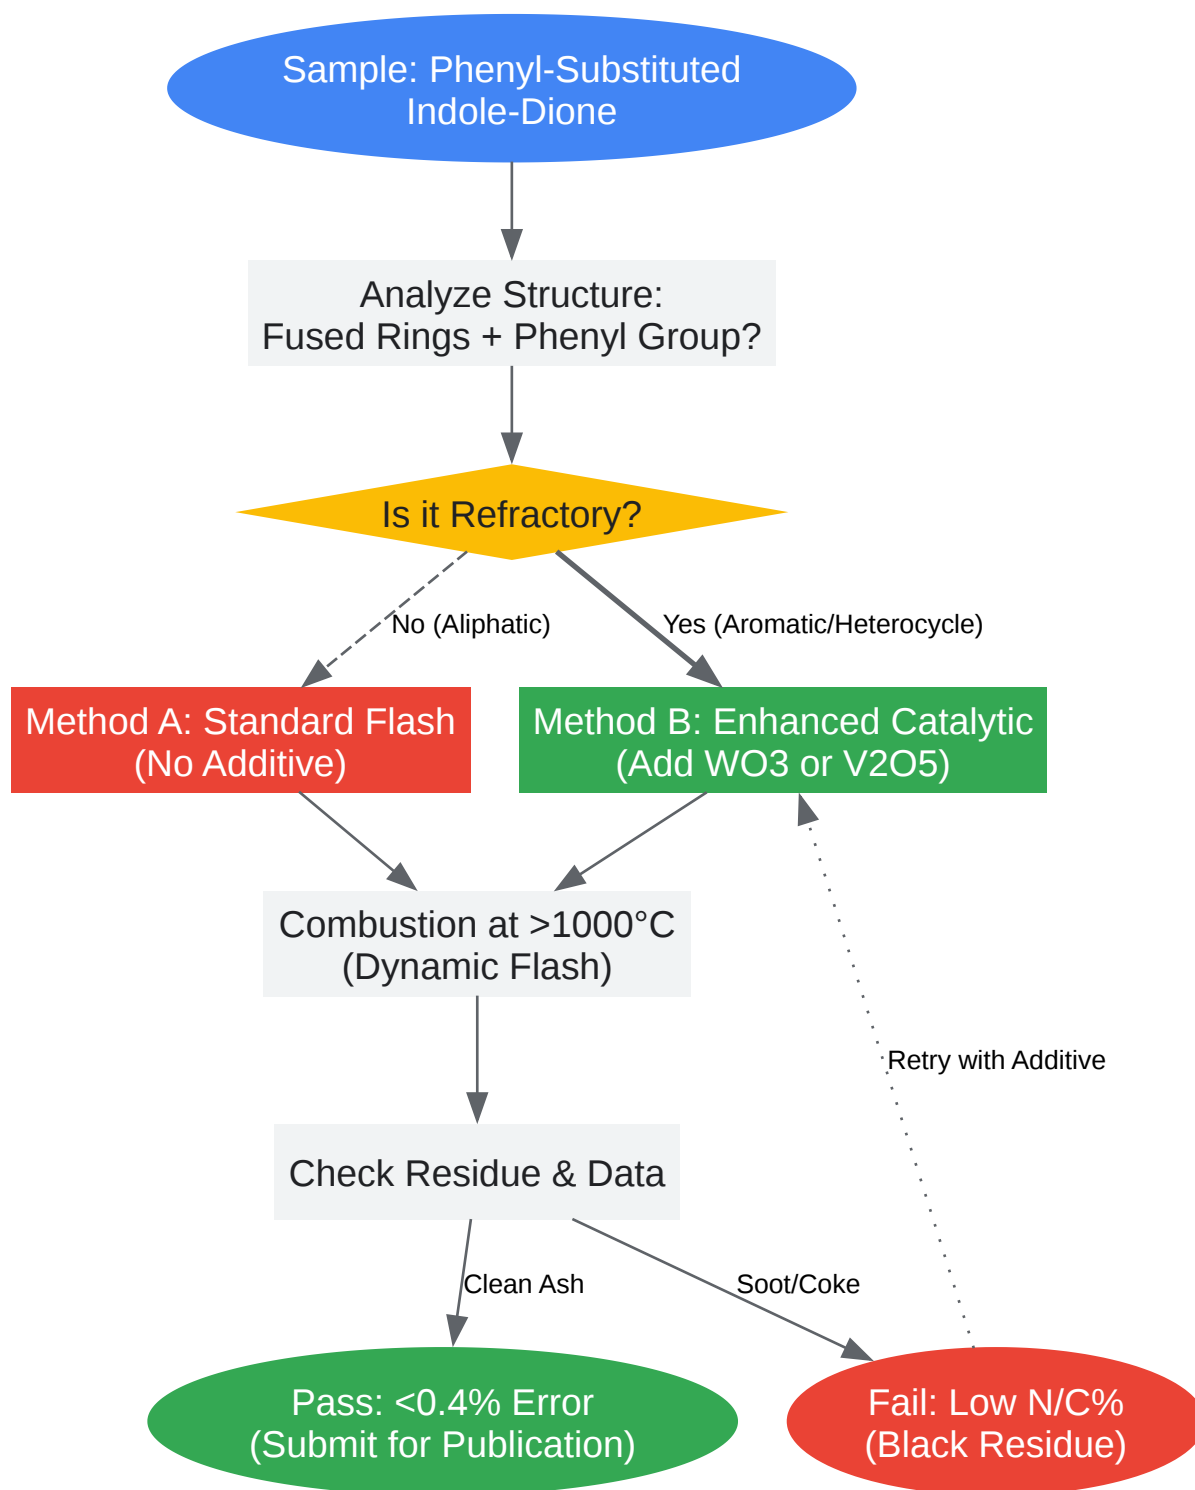 Sample: Phenyl-Substituted
Indole-Dione
Analyze Structure:
Fused Rings + Phenyl Group?
Is it Refractory?
No (Aliphatic)
Yes (Aromatic/Heterocycle)
Method A: Standard Flash
(No Additive)
Method B: Enhanced Catalytic
(Add WO3 or V2O5)
Combustion at >1000°C
(Dynamic Flash)
Retry with Additive
Check Residue & Data
Clean Ash
Soot/Coke
Pass: <0.4% Error
(Submit for Publication)
Fail: Low N/C%
(Black Residue)